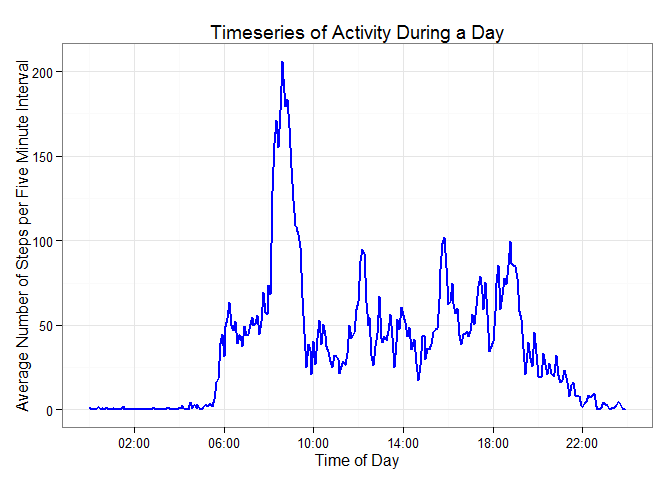 Timeseries of Activity During a Day
Average Number of Steps per Five Minute Interval
200
150
100
50
0
02:00 06:00 10:00 14:00 18:00 22:00
Time of Day